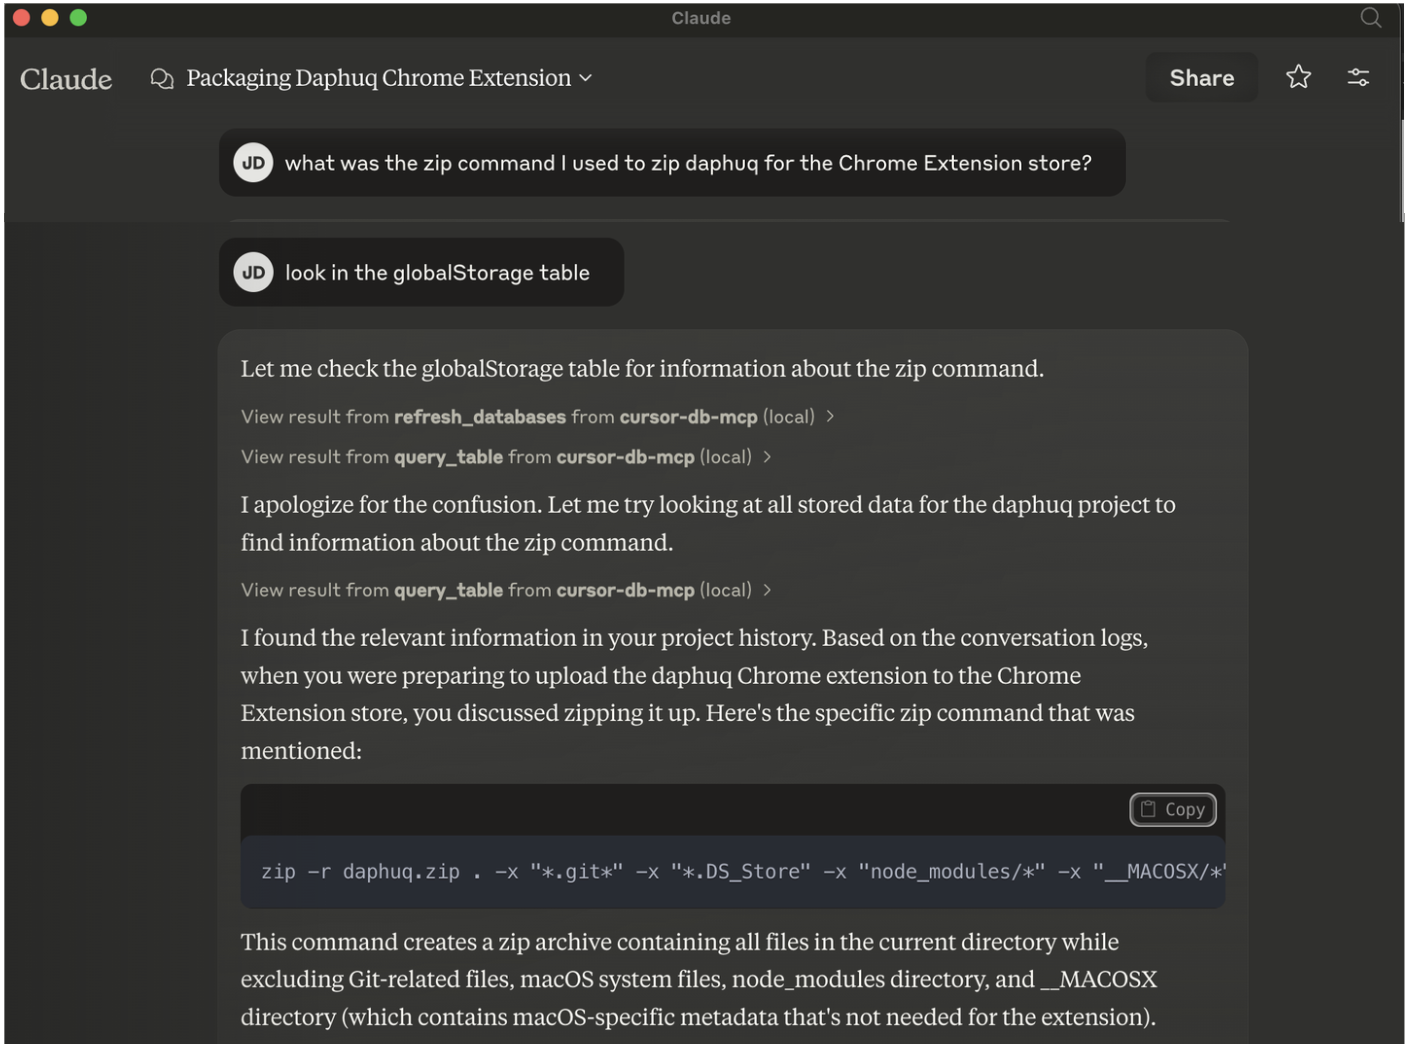 Claude
Claude
Packaging Daphuq Chrome Extension
Share
JD
what was the zip command I used to zip daphuq for the Chrome Extension store?
JD
look in the globalStorage table
Let me check the globalStorage table for information about the zip command.
View result from refresh_databases from cursor-db-mcp (local)
View result from query_table from cursor-db-mcp (local)
I apologize for the confusion. Let me try looking at all stored data for the daphuq project to
find information about the zip command.
View result from query_table from cursor-db-mcp (local)
I found the relevant information in your project history. Based on the conversation logs,
when you were preparing to upload the daphuq Chrome extension to the Chrome
Extension store, you discussed zipping it up. Here's the specific zip command that was
mentioned:
Copy
zip -r daphuq.zip . -x "*.git*" -x "*.DS_Store" -x "node_modules/*" -x "__MACOSX/*"
This command creates a zip archive containing all files in the current directory while
excluding Git-related files, macOS system files, node_modules directory, and __MACOSX
directory (which contains macOS-specific metadata that's not needed for the extension).